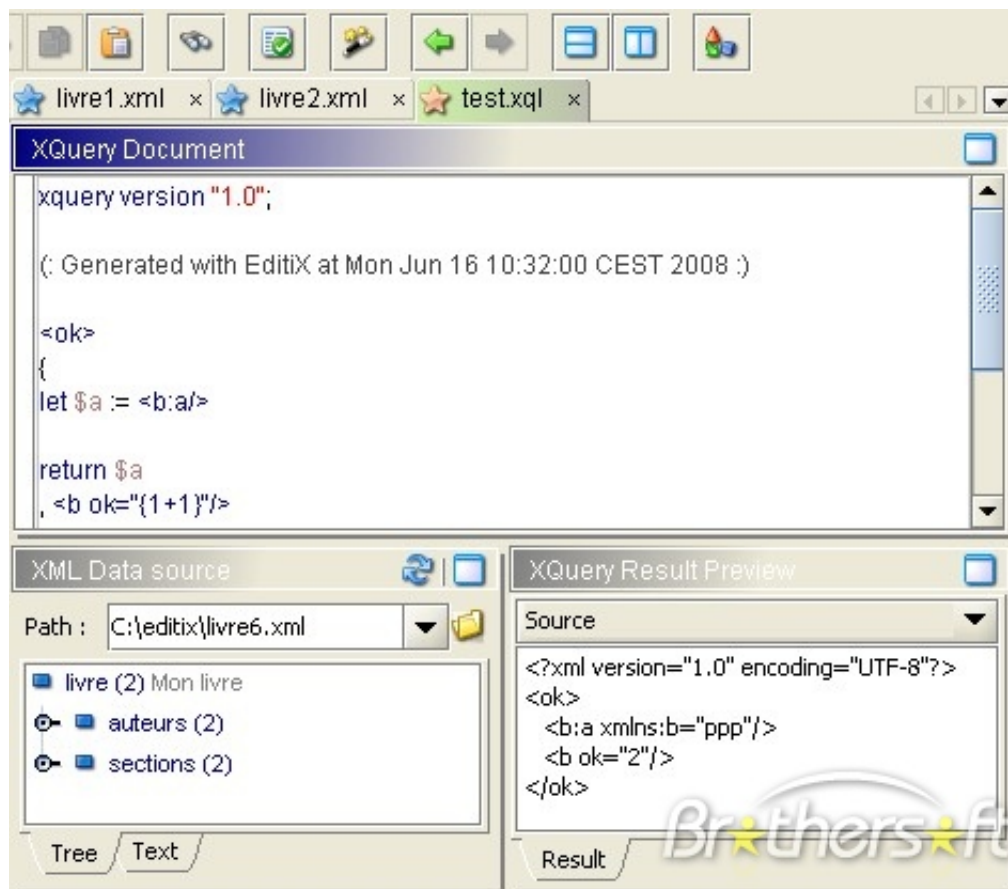 livre1.xml × livre2.xml × test.xql ×
XQuery Document
xquery version "1.0";
(: Generated with EditiX at Mon Jun 16 10:32:00 CEST 2008 :)
<ok>
{
let $a := <b:a/>
return $a
, <b ok="{1+1}"/>
XML Data source
Path : C:\editix\livre6.xml
livre (2) Mon livre
auteurs (2)
sections (2)
Tree Text
XQuery Result Preview
Source
<?xml version="1.0" encoding="UTF-8"?>
<ok>
<b:a xmlns:b="ppp"/>
<b ok="2"/>
</ok>
Result
Br★thers★ft